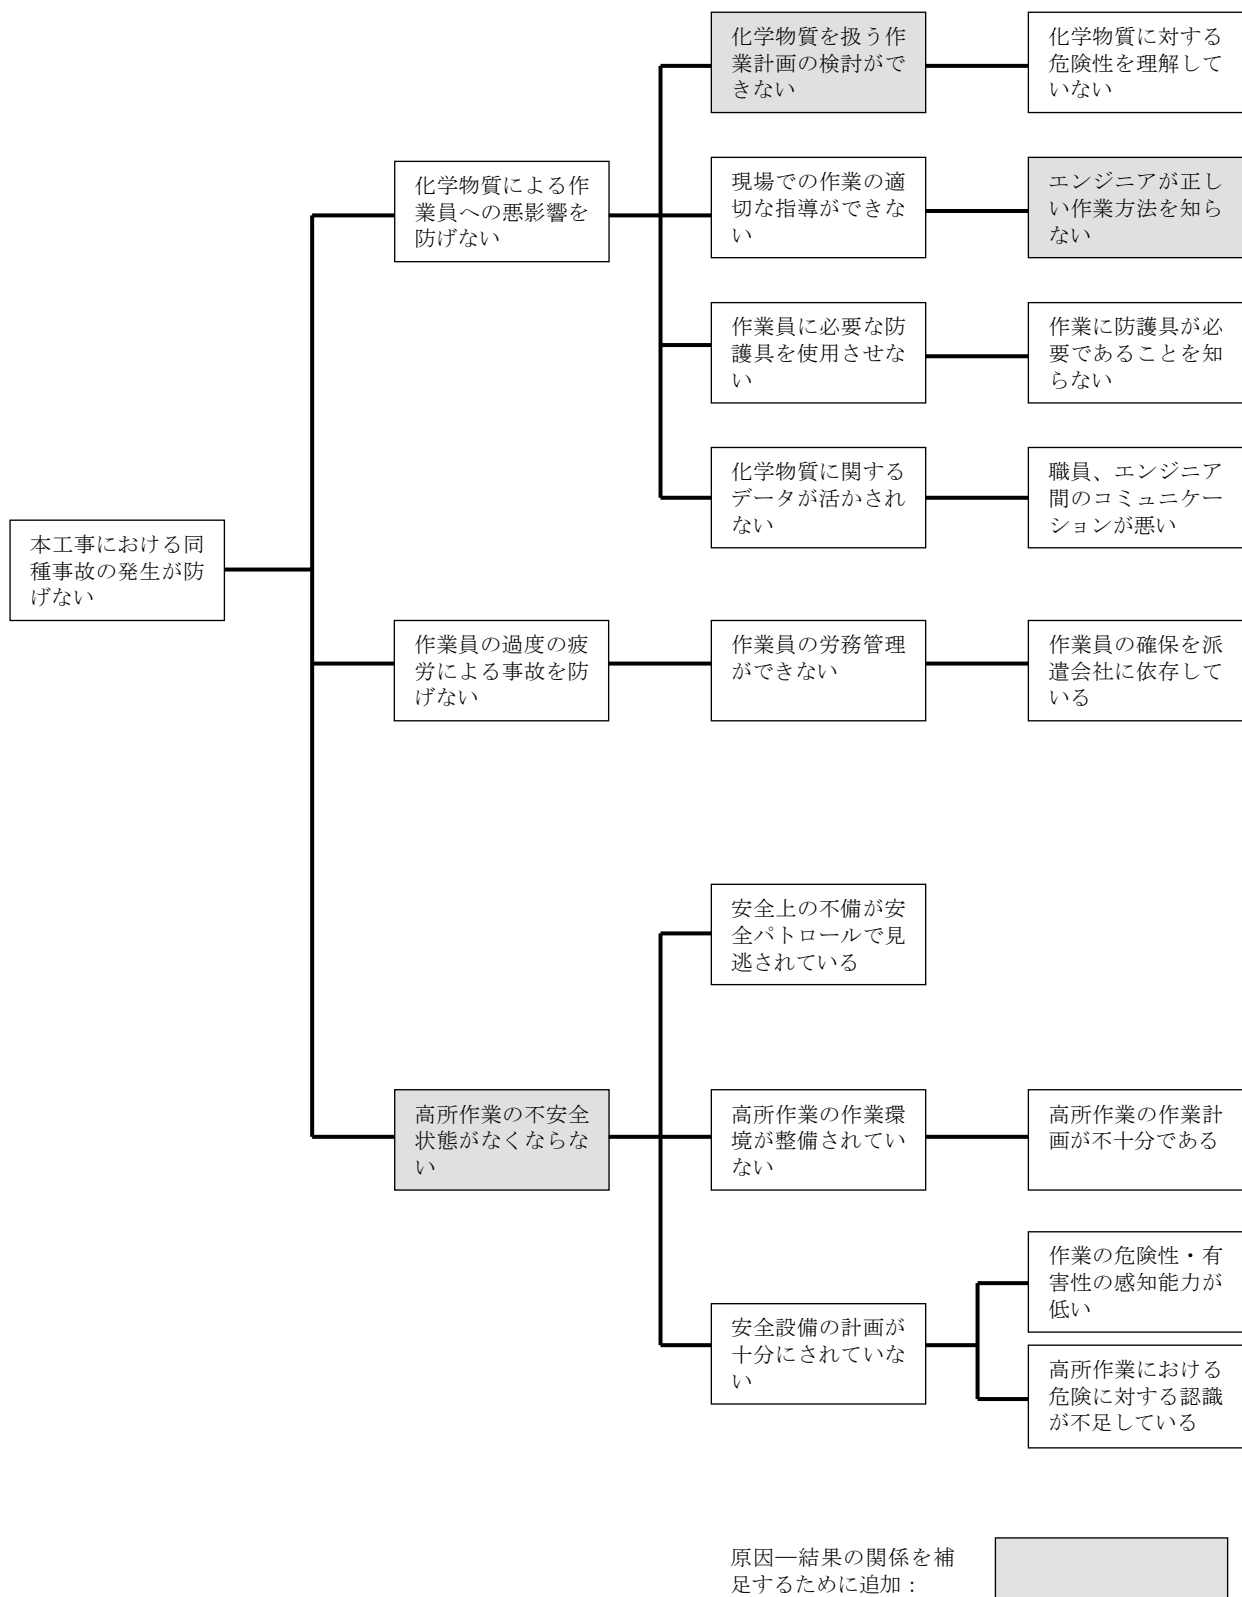 化学物質を扱う作
業計画の検討がで
きない
化学物質に対する
危険性を理解して
いない
化学物質による作
業員への悪影響を
防げない
現場での作業の適
切な指導ができな
い
エンジニアが正し
い作業方法を知ら
ない
作業員に必要な防
護具を使用させな
い
作業に防護具が必
要であることを知
らない
化学物質に関する
データが活かされ
ない
職員、エンジニア
間のコミュニケー
ションが悪い
本工事における同
種事故の発生が防
げない
作業員の過度の疲
労による事故を防
げない
作業員の労務管理
ができない
作業員の確保を派
遣会社に依存して
いる
安全上の不備が安
全パトロールで見
逃されている
高所作業の不安全
状態がなくならな
い
高所作業の作業環
境が整備されてい
ない
高所作業の作業計
画が不十分である
安全設備の計画が
十分にされていな
い
作業の危険性・有
害性の感知能力が
低い
高所作業における
危険に対する認識
が不足している
原因―結果の関係を補
足するために追加：